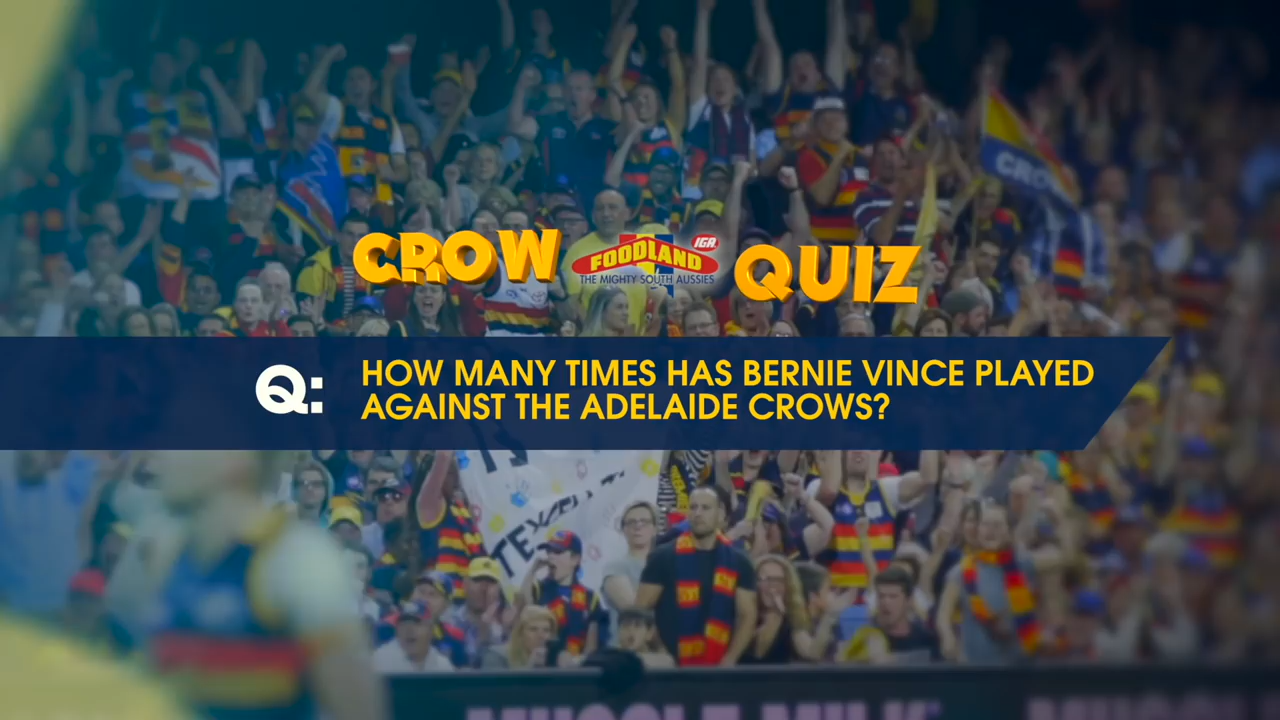 CROW
FOODLAND
IGA
THE MIGHTY SOUTH AUSSIES
QUIZ
Q:
HOW MANY TIMES HAS BERNIE VINCE PLAYED
AGAINST THE ADELAIDE CROWS?